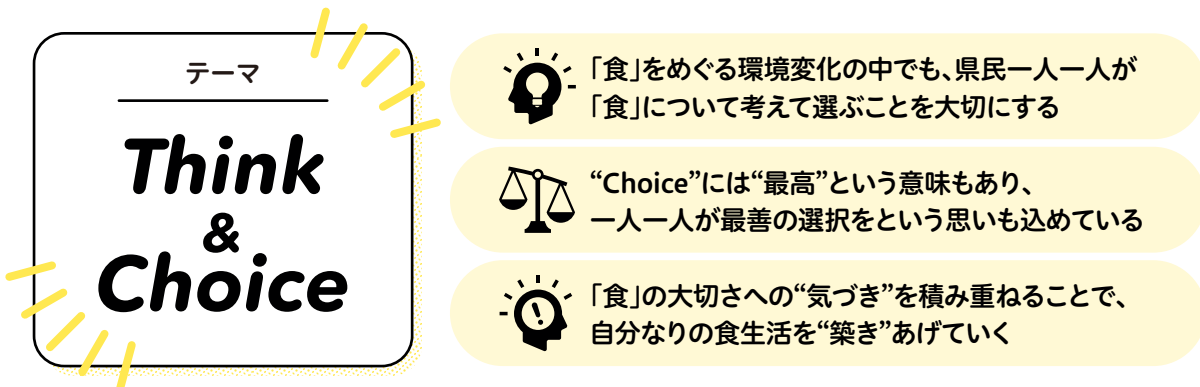 テーマ
Think
&
Choice
「食」をめぐる環境変化の中でも、県民一人一人が
「食」について考えて選ぶことを大切にする
“Choice”には“最高”という意味もあり、
一人一人が最善の選択をという思いも込めている
「食」の大切さへの“気づき”を積み重ねることで、
自分なりの食生活を“築き”あげていく